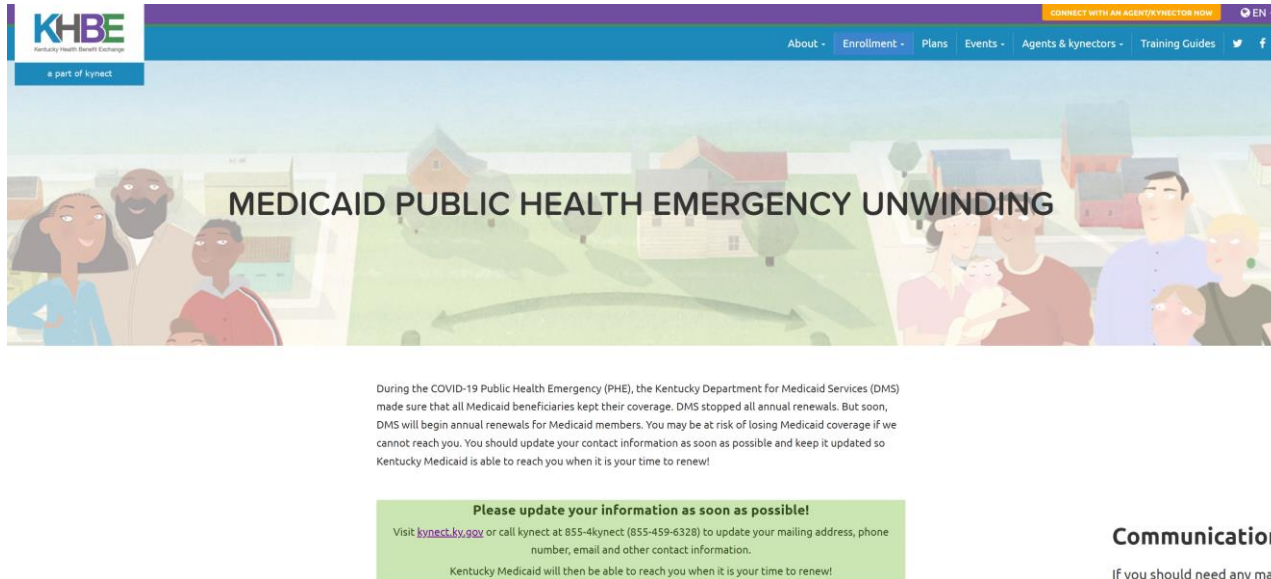 CONNECT WITH AN AGENT/KYNECTOR NOW
EN
KHBE
Kentucky Health Benefit Exchange
a part of kynect
About
Enrollment
Plans
Events
Agents & kynectors
Training Guides
MEDICAID PUBLIC HEALTH EMERGENCY UNWINDING
During the COVID-19 Public Health Emergency (PHE), the Kentucky Department for Medicaid Services (DMS)
made sure that all Medicaid beneficiaries kept their coverage. DMS stopped all annual renewals. But soon,
DMS will begin annual renewals for Medicaid members. You may be at risk of losing Medicaid coverage if we
cannot reach you. You should update your contact information as soon as possible and keep it updated so
Kentucky Medicaid is able to reach you when it is your time to renew!
Please update your information as soon as possible!
Visit kynect.ky.gov or call kynect at 855-4kynect (855-459-6328) to update your mailing address, phone
number, email and other contact information.
Kentucky Medicaid will then be able to reach you when it is your time to renew!
Communication
If you should need any ma